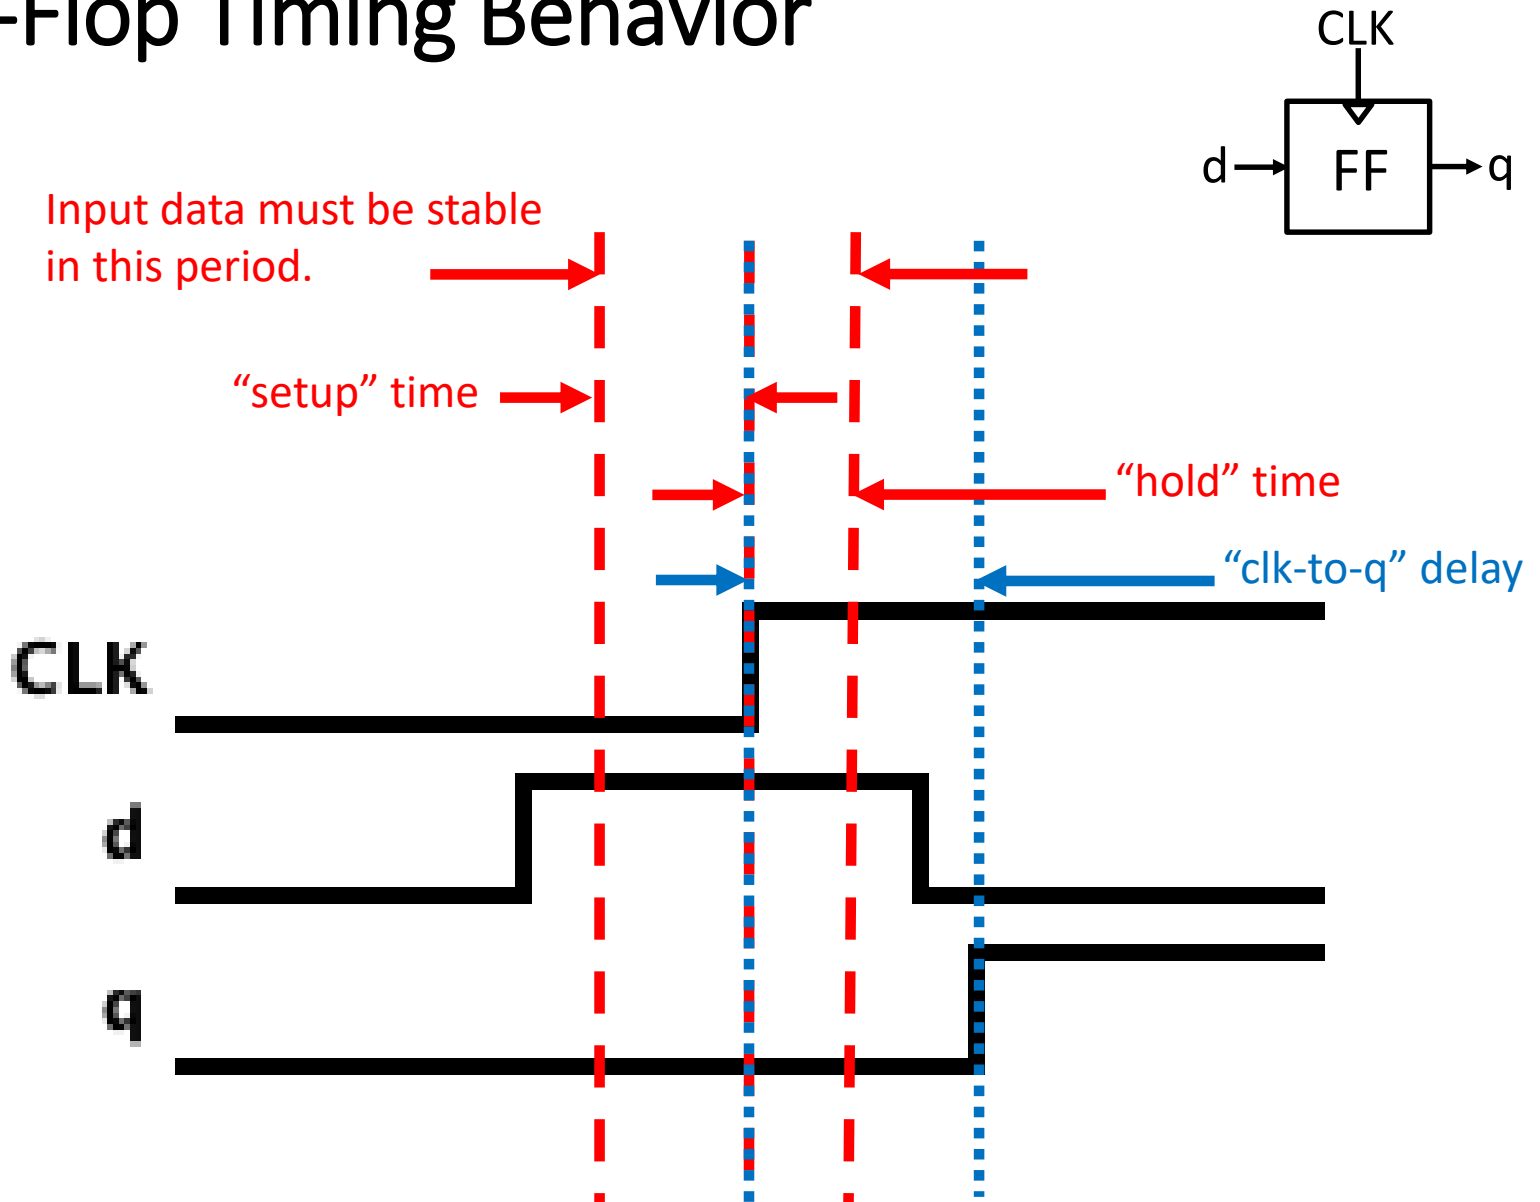 -Flop Timing Behavior
CLK
d
FF
q
Input data must be stable
in this period.
“setup” time
“hold” time
“clk-to-q” delay
CLK
d
q